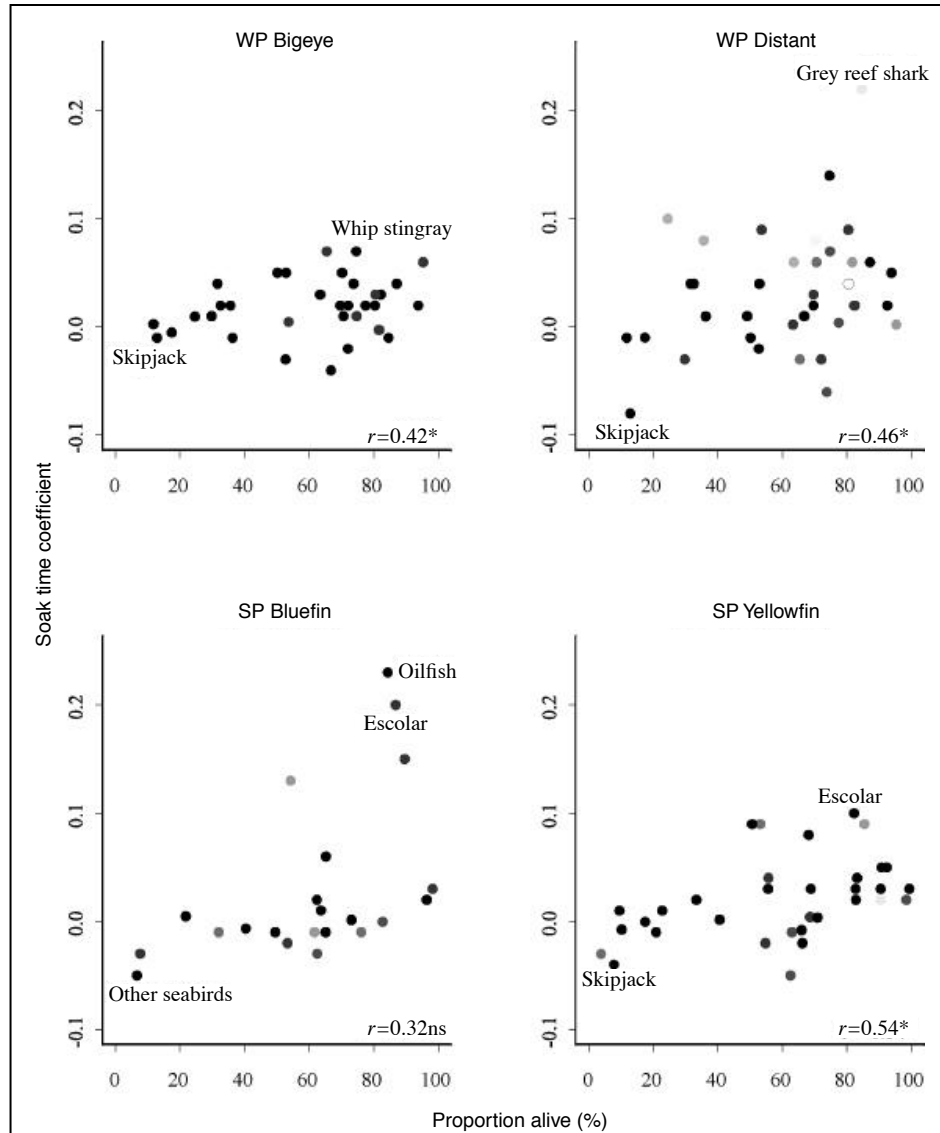 WP Bigeye
WP Distant
Grey reef shark
0.2
0.2
Whip stingray
0.1
0.1
0.0
0.0
Skipjack
Skipjack
-0.1
r=0.42*
-0.1
r=0.46*
0 20 40 60 80 100
0 20 40 60 80 100
Soak time coefficient
SP Bluefin
SP Yellowfin
Oilfish
0.2
Escolar
0.2
Escolar
0.1
0.1
0.0
0.0
Skipjack
Other seabirds
-0.1
r=0.32ns
-0.1
r=0.54*
0 20 40 60 80 100
0 20 40 60 80 100
Proportion alive (%)